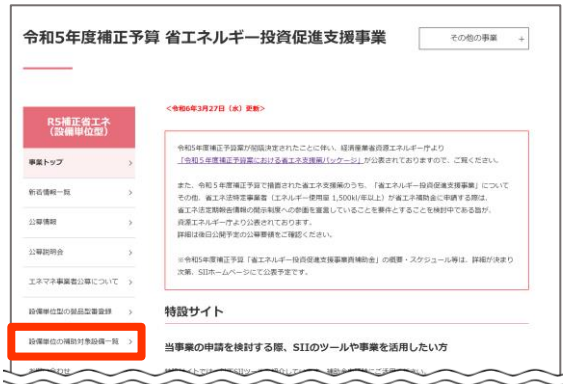 令和5年度補正予算 省エネルギー投資促進支援事業
その他の事業 +
R5補正省エネ
(設備単位型)
事業トップ
新着情報一覧
公募情報
公募説明会
エネマネ事業者公募について
設備単位型の製品型番登録
設備単位の補助対象設備一覧
<令和6年3月27日(水)更新>
令和5年度補正予算案が閣議決定されたことに伴い、経済産業省資源エネルギー庁より
「令和5年度補正予算案における省エネ支援策パッケージ」が公表されておりますので、ご覧ください。
また、令和5年度補正予算で措置された省エネ支援策のうち、「省エネルギー投資促進支援事業」について
その他、省エネ法特定事業者(エネルギー使用量 1,500kl/年以上)が省エネ補助金に申請する際は、
省エネ法定期報告情報の開示制度への参画を宣言していることを要件とすることを検討中である旨が、
資源エネルギー庁より公表されております。
詳細は後日公開予定の公募要領をご確認ください。
※令和5年度補正予算「省エネルギー投資促進支援事業費補助金」の概要・スケジュール等は、詳細が決まり
次第、SIIホームページにて公表予定です。
特設サイト
当事業の申請を検討する際、SIIのツールや事業を活用したい方